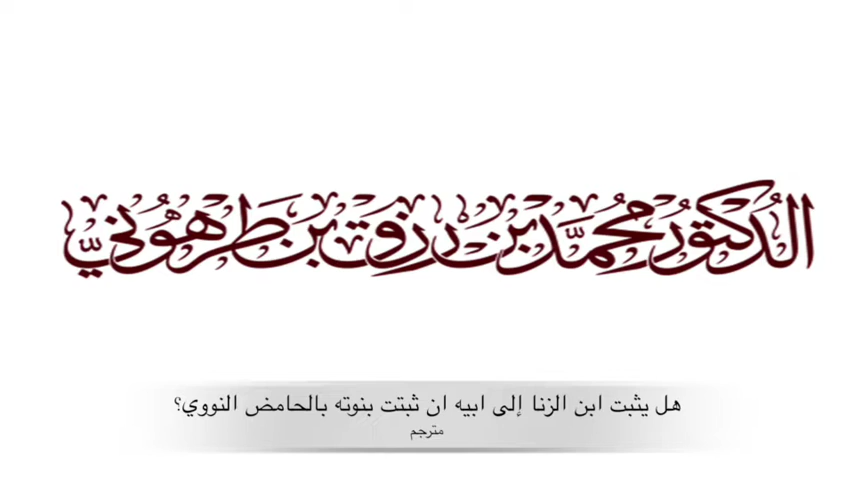 الدكتور محمد بن رزق بن طرهوني
هل يثبت ابن الزنا إلى ابيه ان ثبتت بنوته بالحامض النووي؟
مترجم